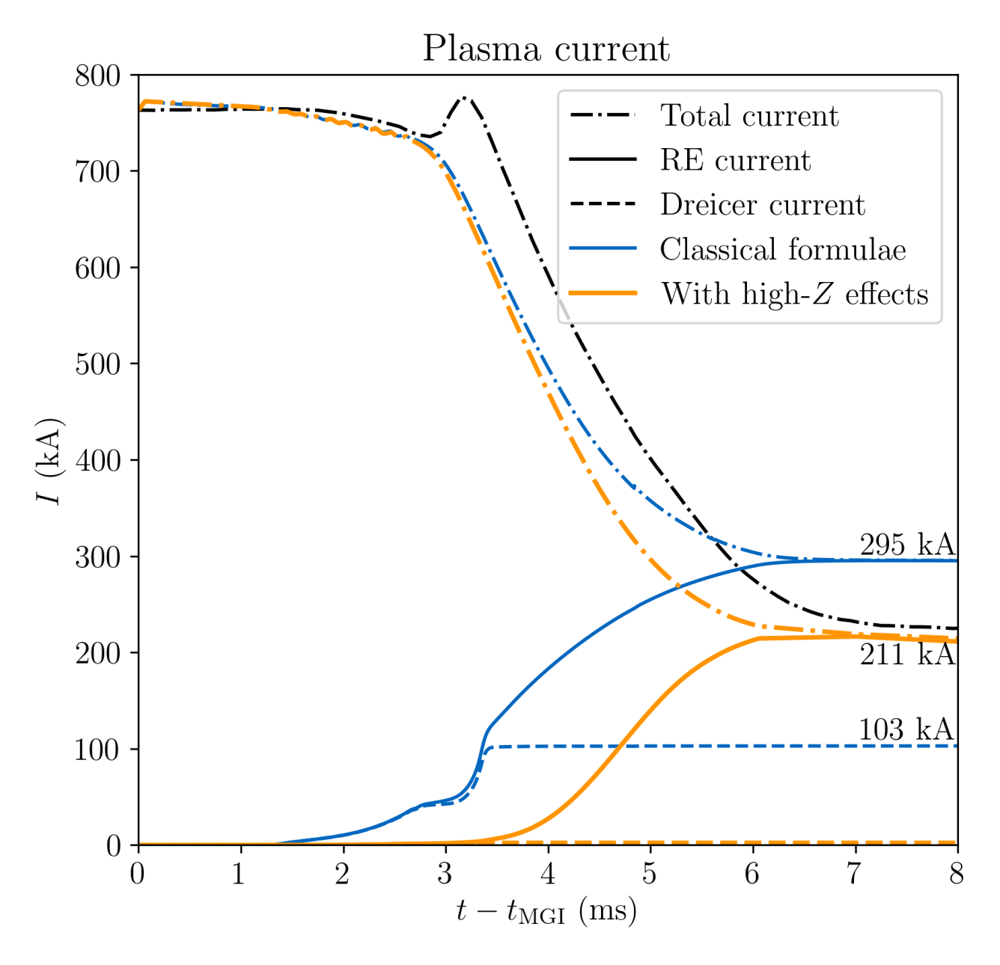 Plasma current
800
700
600
500
400
300
200
100
0
I (kA)
Total current
RE current
Dreicer current
Classical formulae
With high-Z effects
295 kA
211 kA
103 kA
0 1 2 3 4 5 6 7 8
t − tMGI (ms)